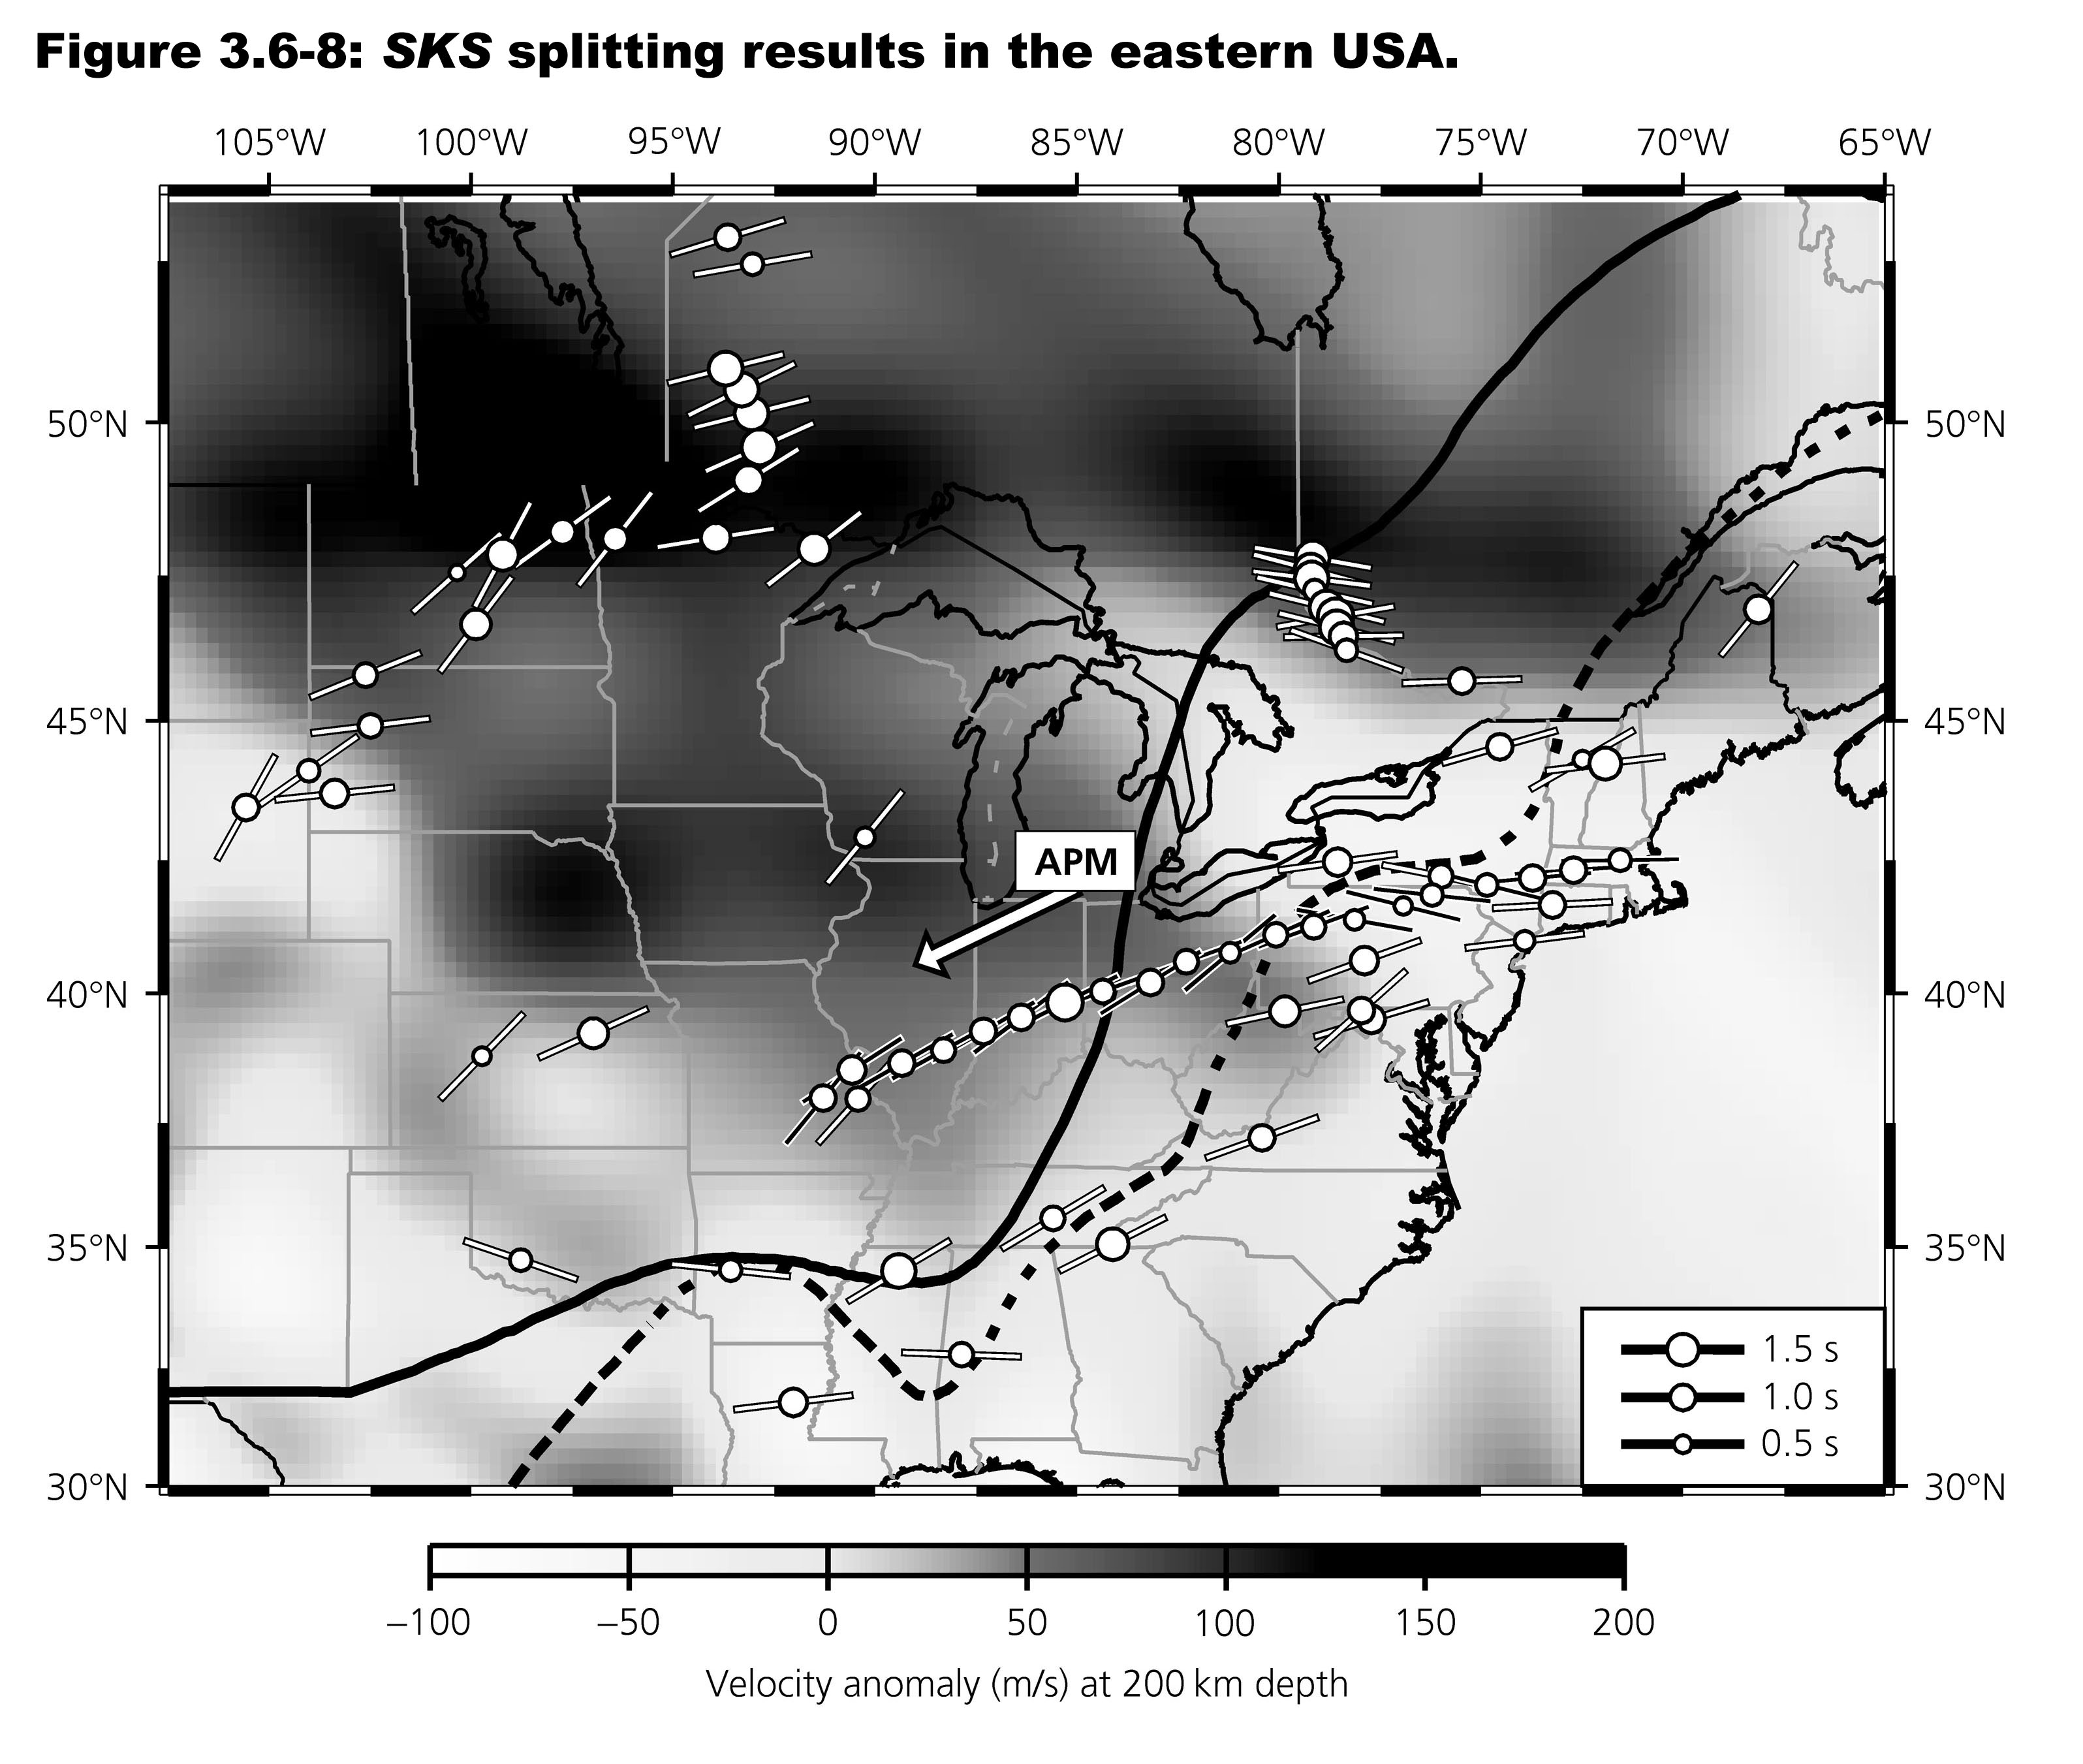 Figure 3.6-8: SKS splitting results in the eastern USA.
105°W 100°W 95°W 90°W 85°W 80°W 75°W 70°W 65°W
50°N 50°N
45°N 45°N
APM
40°N 40°N
35°N 35°N
1.5 s
1.0 s
0.5 s
30°N 30°N
–100 –50 0 50 100 150 200
Velocity anomaly (m/s) at 200 km depth